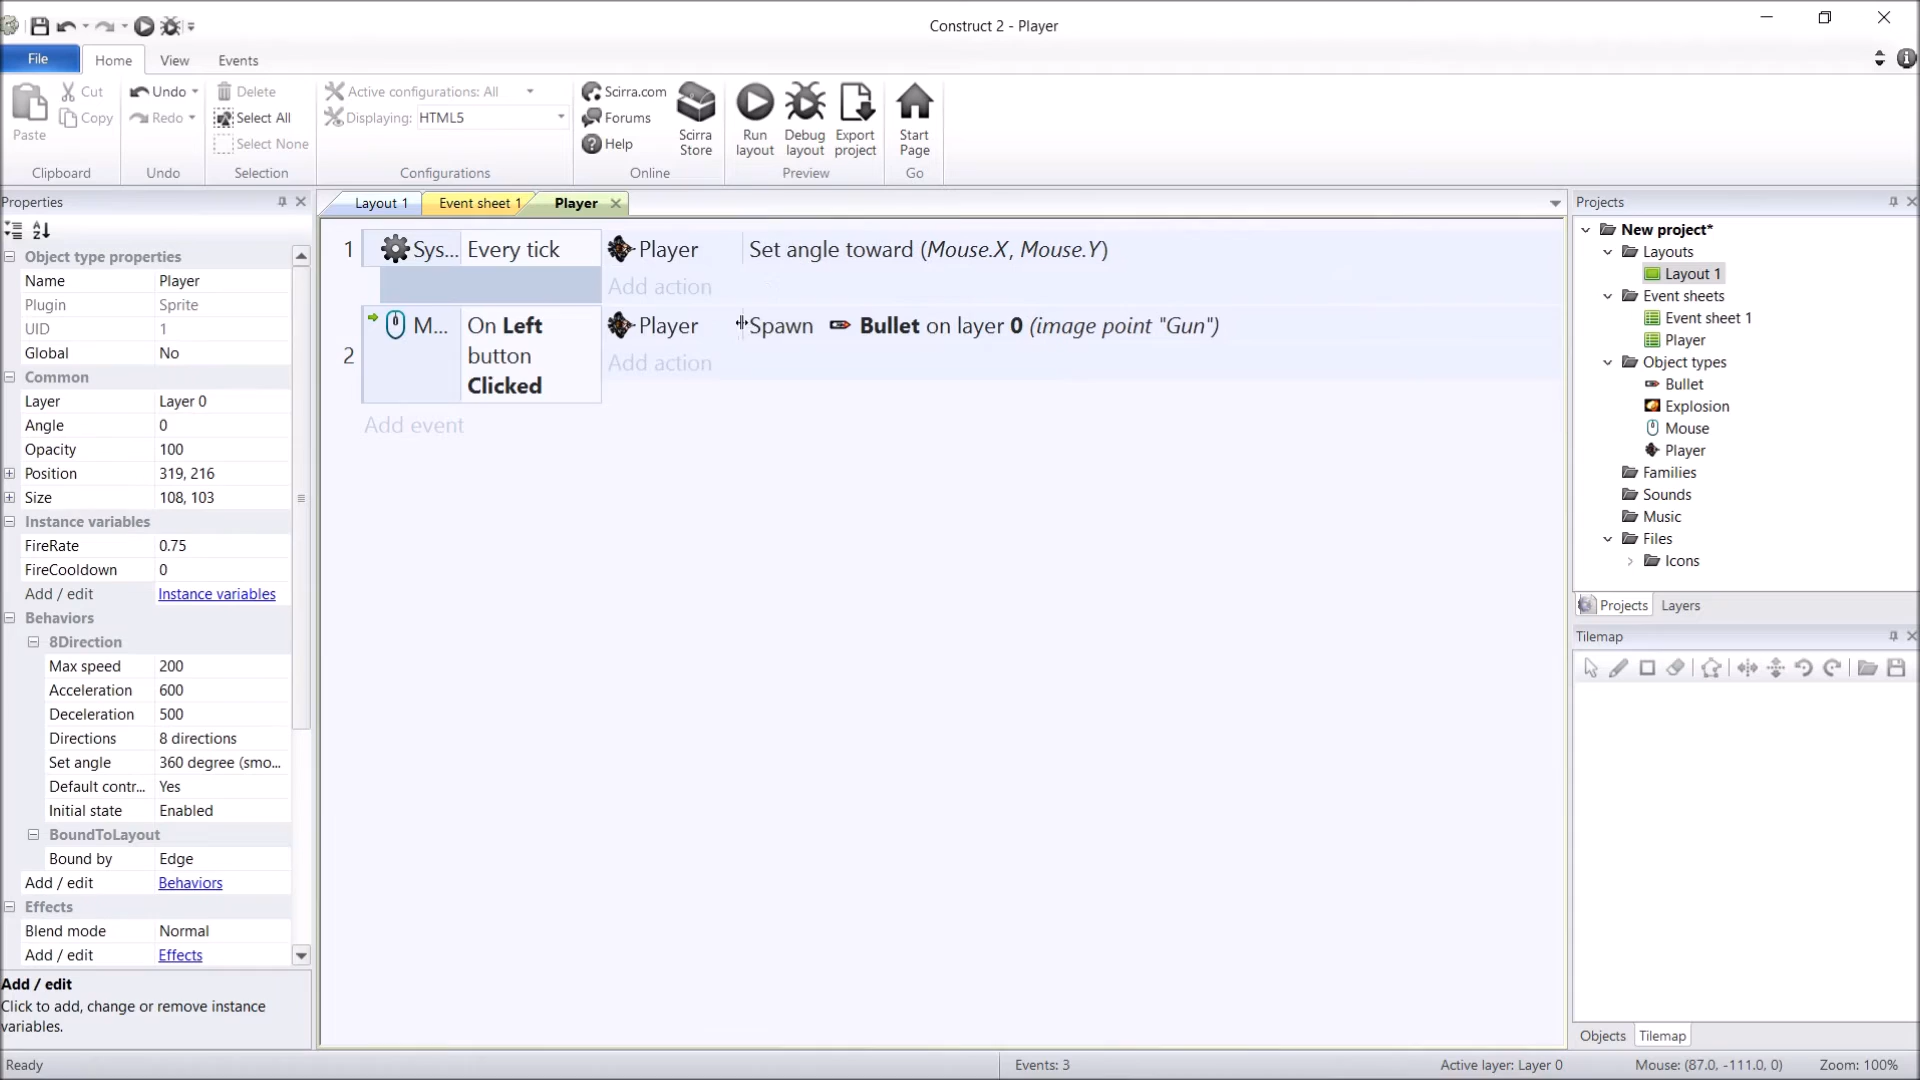 Construct 2 - Player
File Home View Events
Paste
Cut
Copy
Clipboard
Undo
Redo
Undo
Delete
Select All
Select None
Selection
Active configurations: All
Displaying: HTML5
Configurations
Scirra.com
Forums
Help
Scirra Store
Online
Run layout
Debug layout
Export project
Preview
Start Page
Go
Properties
Object type properties
Name Player
Plugin Sprite
UID 1
Global No
Common
Layer Layer 0
Angle 0
Opacity 100
Position 319, 216
Size 108, 103
Instance variables
FireRate 0.75
FireCooldown 0
Add / edit Instance variables
Behaviors
8Direction
Max speed 200
Acceleration 600
Deceleration 500
Directions 8 directions
Set angle 360 degree (smo...
Default contr... Yes
Initial state Enabled
BoundToLayout
Bound by Edge
Add / edit Behaviors
Effects
Blend mode Normal
Add / edit Effects
Add / edit
Click to add, change or remove instance
variables.
Layout 1 Event sheet 1 Player
1 Sys... Every tick Player Set angle toward (Mouse.X, Mouse.Y)
Add action
M... On Left Player Spawn Bullet on layer 0 (image point "Gun")
2 button Add action
Clicked
Add event
Projects
New project*
Layouts
Layout 1
Event sheets
Event sheet 1
Player
Object types
Bullet
Explosion
Mouse
Player
Families
Sounds
Music
Files
Icons
Projects Layers
Tilemap
Objects Tilemap
Ready Events: 3 Active layer: Layer 0 Mouse: (87.0, -111.0, 0) Zoom: 100%